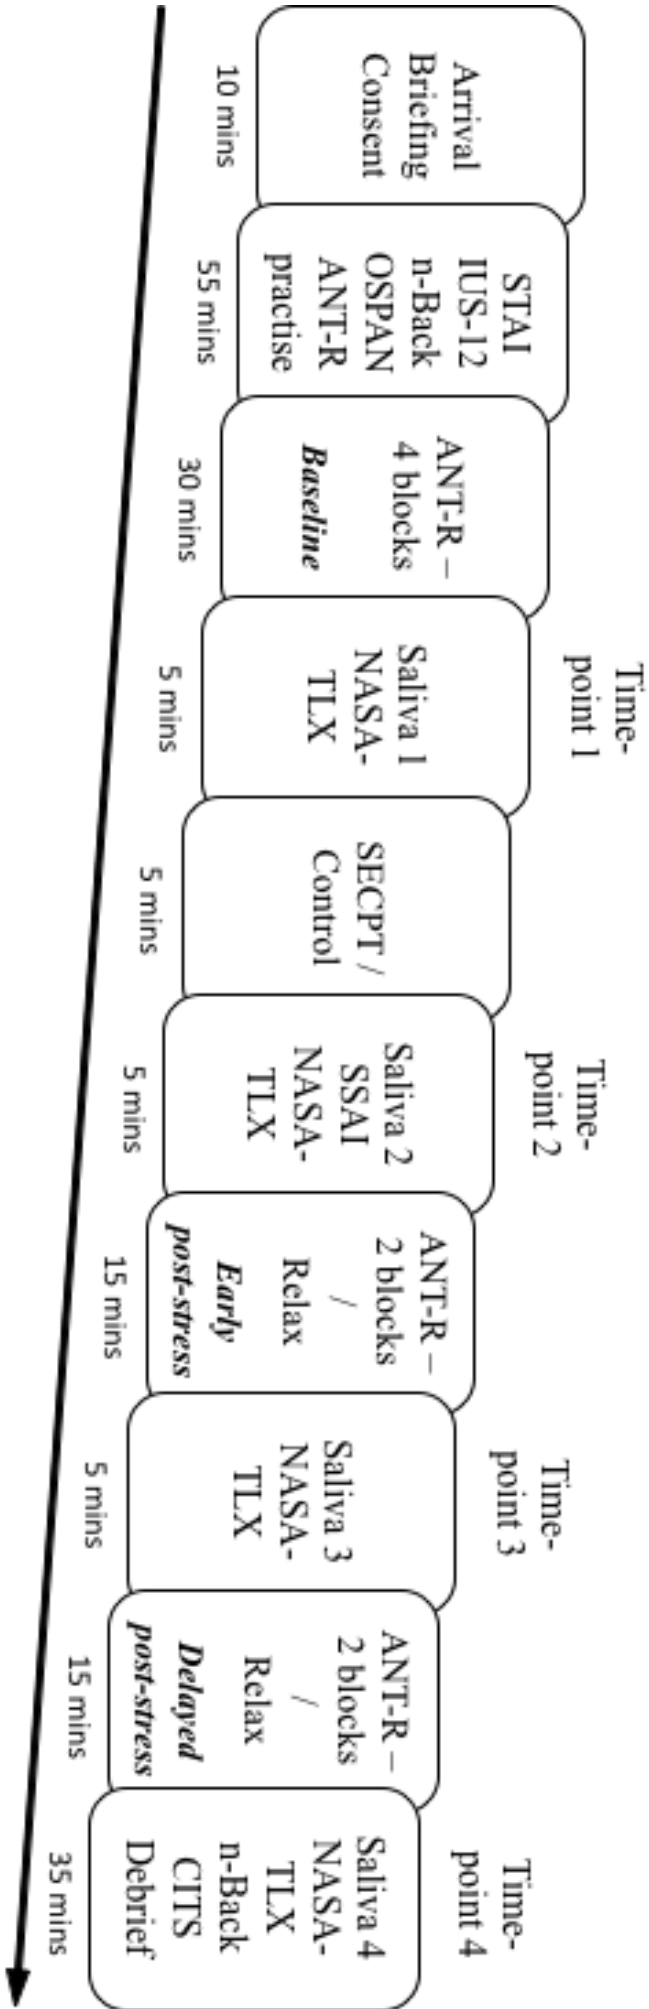 Arrival
Briefing
Consent
10 mins
STAI
IUS-12
n-Back
OSPAN
ANT-R
practise
55 mins
ANT-R –
4 blocks
Baseline
30 mins
Time-
point 1
Saliva 1
NASA-
TLX
5 mins
SECPT /
Control
5 mins
Time-
point 2
Saliva 2
SSAI
NASA-
TLX
5 mins
ANT-R –
2 blocks
/
Relax
Early
post-stress
15 mins
Time-
point 3
Saliva 3
NASA-
TLX
5 mins
ANT-R –
2 blocks
/
Relax
Delayed
post-stress
15 mins
Time-
point 4
Saliva 4
NASA-
TLX
n-Back
CITS
Debrief
35 mins